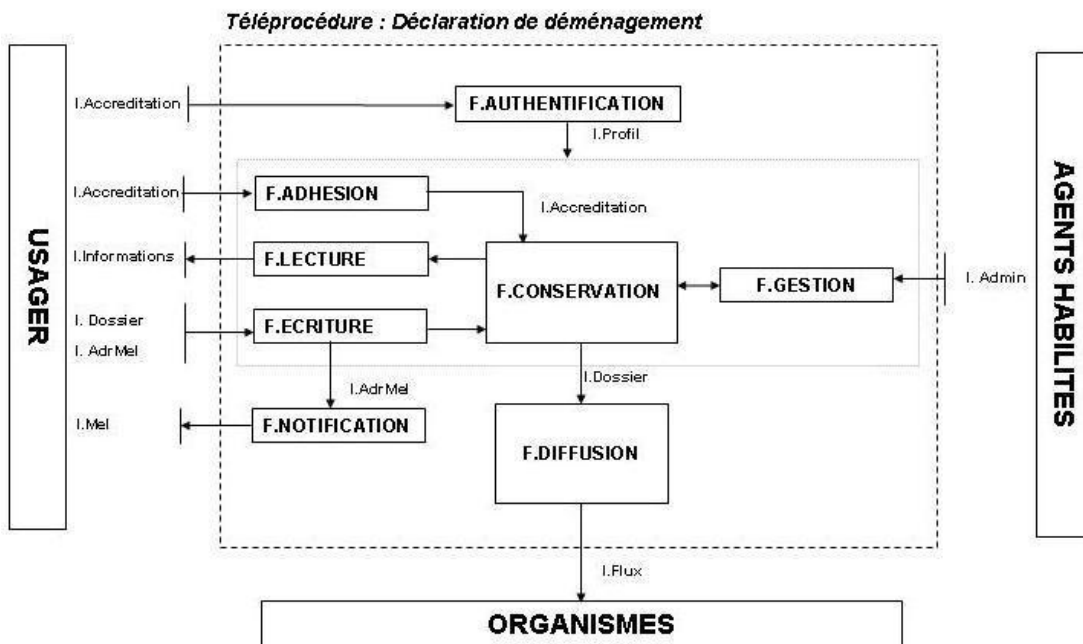 Téléprocédure : Déclaration de déménagement
USAGER
AGENTS HABILITES
I.Accreditation
F.AUTHENTIFICATION
I.Profil
I.Accreditation
F.ADHESION
I.Accreditation
I.Informations
F.LECTURE
F.CONSERVATION
F.GESTION
I. Admin
I. Dossier
I. AdrMel
F.ECRITURE
I.Dossier
I.AdrMel
I.Mel
F.NOTIFICATION
F.DIFFUSION
I.Flux
ORGANISMES